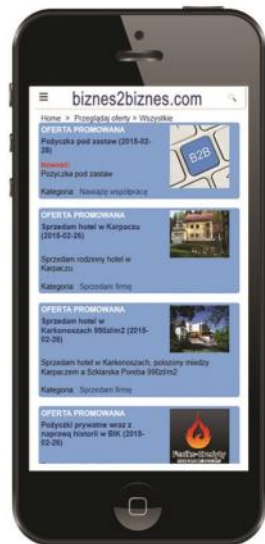 biznes2biznes.com
Home > Przeglądaj oferty > Wszystkie
OFERTA PROMOWANA
Pożyczka pod zastaw (2015-02-
28)
Nowość!
Pożyczka pod zastaw
Kategoria: Nawiążę współpracę
B2B
OFERTA PROMOWANA
Sprzedam hotel w Karpaczu
(2015-02-26)
Sprzedam rodzinny hotel w
Karpaczu
Kategoria: Sprzedam firmę
OFERTA PROMOWANA
Sprzedam hotel w
Karkonoszach 990zł/m2 (2015-
02-26)
Sprzedam hotel w Karkonoszach, położony między
Karpaczem a Szklarska Poreba 990zł/m2
Kategoria: Sprzedam firmę
OFERTA PROMOWANA
Pożyczki prywatne wraz z
naprawą historii w BIK (2015-
02-26)